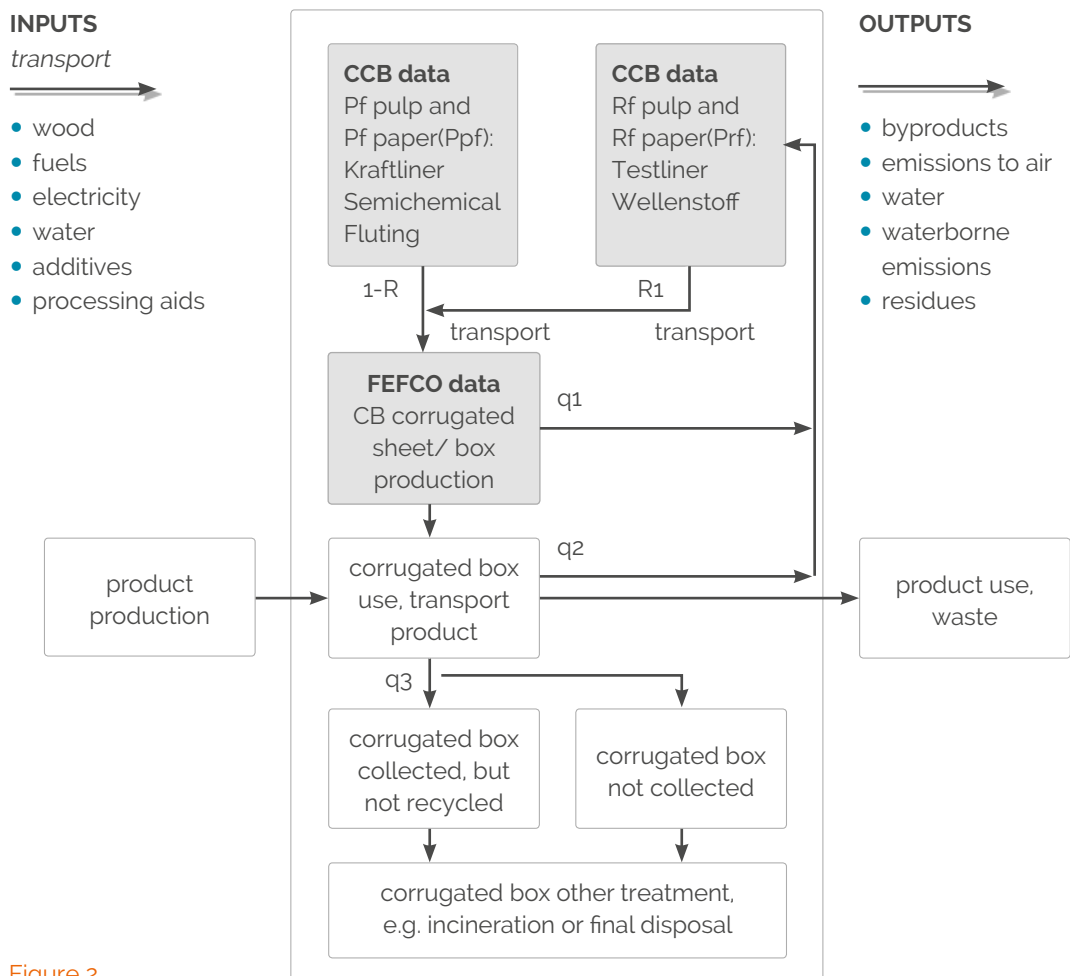 INPUTS
transport
• wood
• fuels
• electricity
• water
• additives
• processing aids
CCB data
Pf pulp and
Pf paper(Ppf):
Kraftliner
Semichemical
Fluting
CCB data
Rf pulp and
Rf paper(Prf):
Testliner
Wellenstoff
OUTPUTS
• byproducts
• emissions to air
• water
• waterborne
emissions
• residues
1-R
R1
transport
transport
FEFCO data
CB corrugated
sheet/ box
production
q1
product
production
corrugated box
use, transport
product
q2
product use,
waste
q3
corrugated box
collected, but
not recycled
corrugated box
not collected
corrugated box other treatment,
e.g. incineration or final disposal
Figure 2